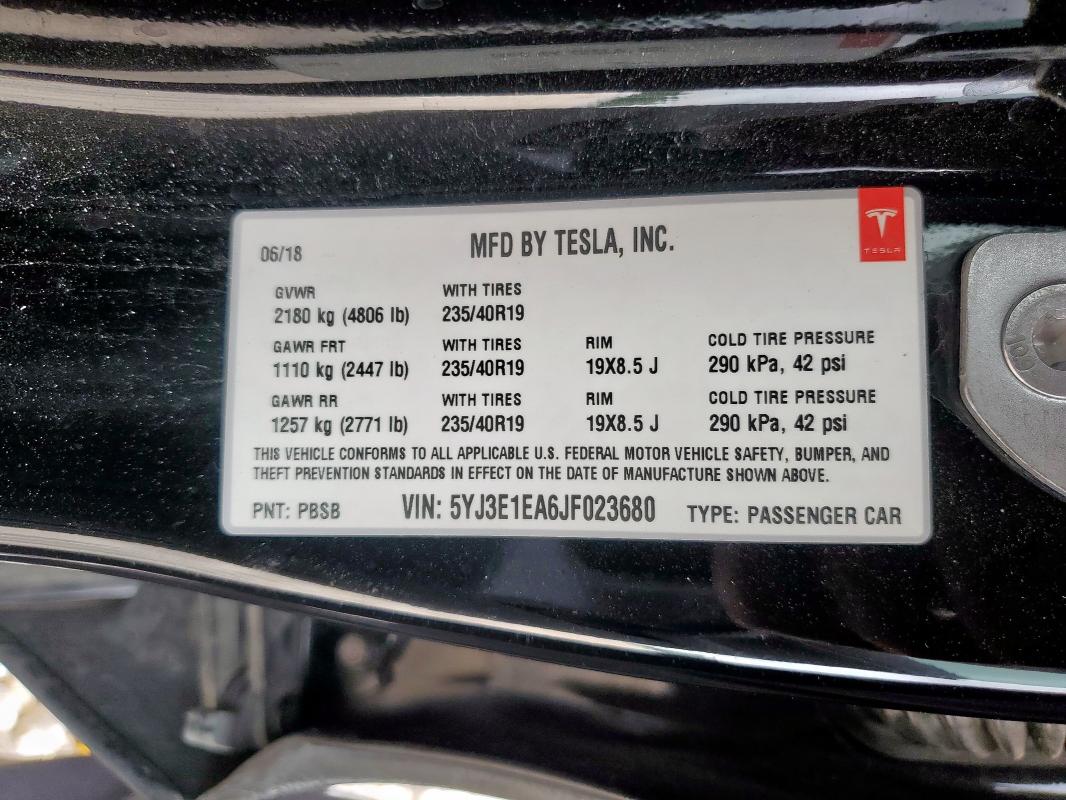 06/18
MFD BY TESLA, INC.
TESLA
GVWR WITH TIRES
2180 kg (4806 lb) 235/40R19
GAWR FRT WITH TIRES RIM COLD TIRE PRESSURE
1110 kg (2447 lb) 235/40R19 19X8.5 J 290 kPa, 42 psi
GAWR RR WITH TIRES RIM COLD TIRE PRESSURE
1257 kg (2771 lb) 235/40R19 19X8.5 J 290 kPa, 42 psi
THIS VEHICLE CONFORMS TO ALL APPLICABLE U.S. FEDERAL MOTOR VEHICLE SAFETY, BUMPER, AND
THEFT PREVENTION STANDARDS IN EFFECT ON THE DATE OF MANUFACTURE SHOWN ABOVE.
PNT: PBSB VIN: 5YJ3E1EA6JF023680 TYPE: PASSENGER CAR